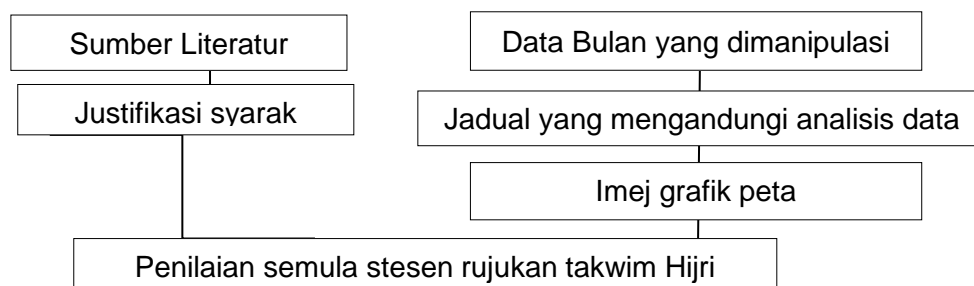 Sumber Literatur
Justifikasi syarak
Data Bulan yang dimanipulasi
Jadual yang mengandungi analisis data
Imej grafik peta
Penilaian semula stesen rujukan takwim Hijri